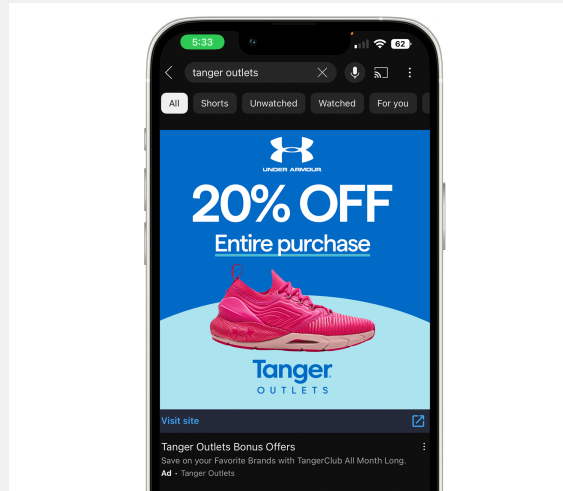 5:33
62
tanger outlets
All
Shorts
Unwatched
Watched
For you
UNDER ARMOUR
20% OFF
Entire purchase
Tanger
OUTLETS
Visit site
Tanger Outlets Bonus Offers
Save on your Favorite Brands with TangerClub All Month Long.
Ad · Tanger Outlets